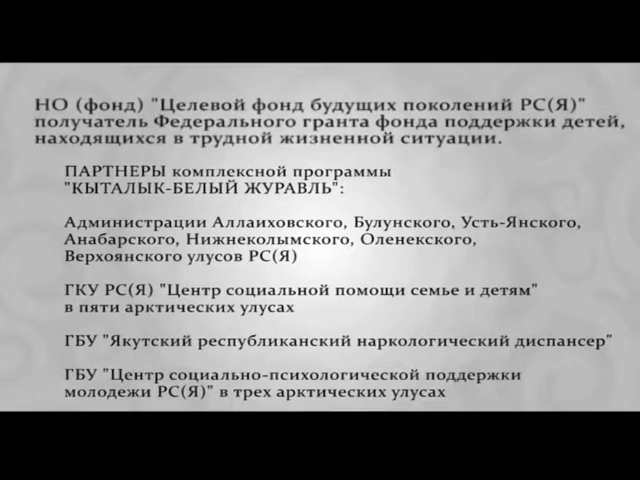 НО (фонд) "Целевой фонд будущих поколений РС(Я)"
получатель Федерального гранта фонда поддержки детей,
находящихся в трудной жизненной ситуации.
ПАРТНЕРЫ комплексной программы
"КЫТАЛЫК-БЕЛЫЙ ЖУРАВЛЬ":
Администрации Аллаиховского, Булунского, Усть-Янского,
Анабарского, Нижнеколымского, Оленекского,
Верхоянского улусов РС(Я)
ГКУ РС(Я) "Центр социальной помощи семье и детям"
в пяти арктических улусах
ГБУ "Якутский республиканский наркологический диспансер"
ГБУ "Центр социально-психологической поддержки
молодежи РС(Я)" в трех арктических улусах